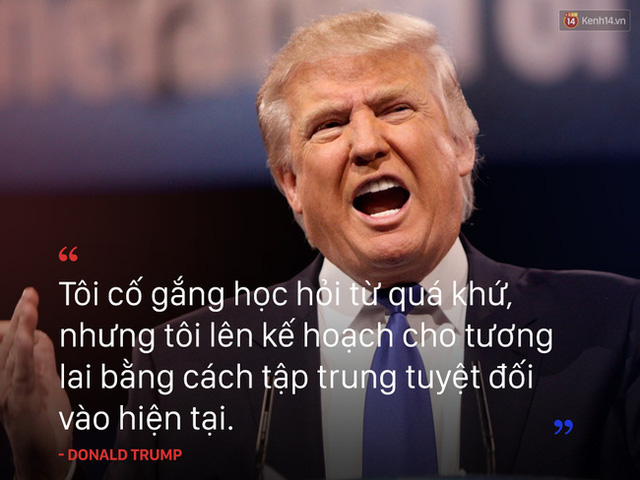 14 Kenh14.vn
“
Tôi cố gắng học hỏi từ quá khứ,
nhưng tôi lên kế hoạch cho tương
lai bằng cách tập trung tuyệt đối
vào hiện tại.
”
- DONALD TRUMP